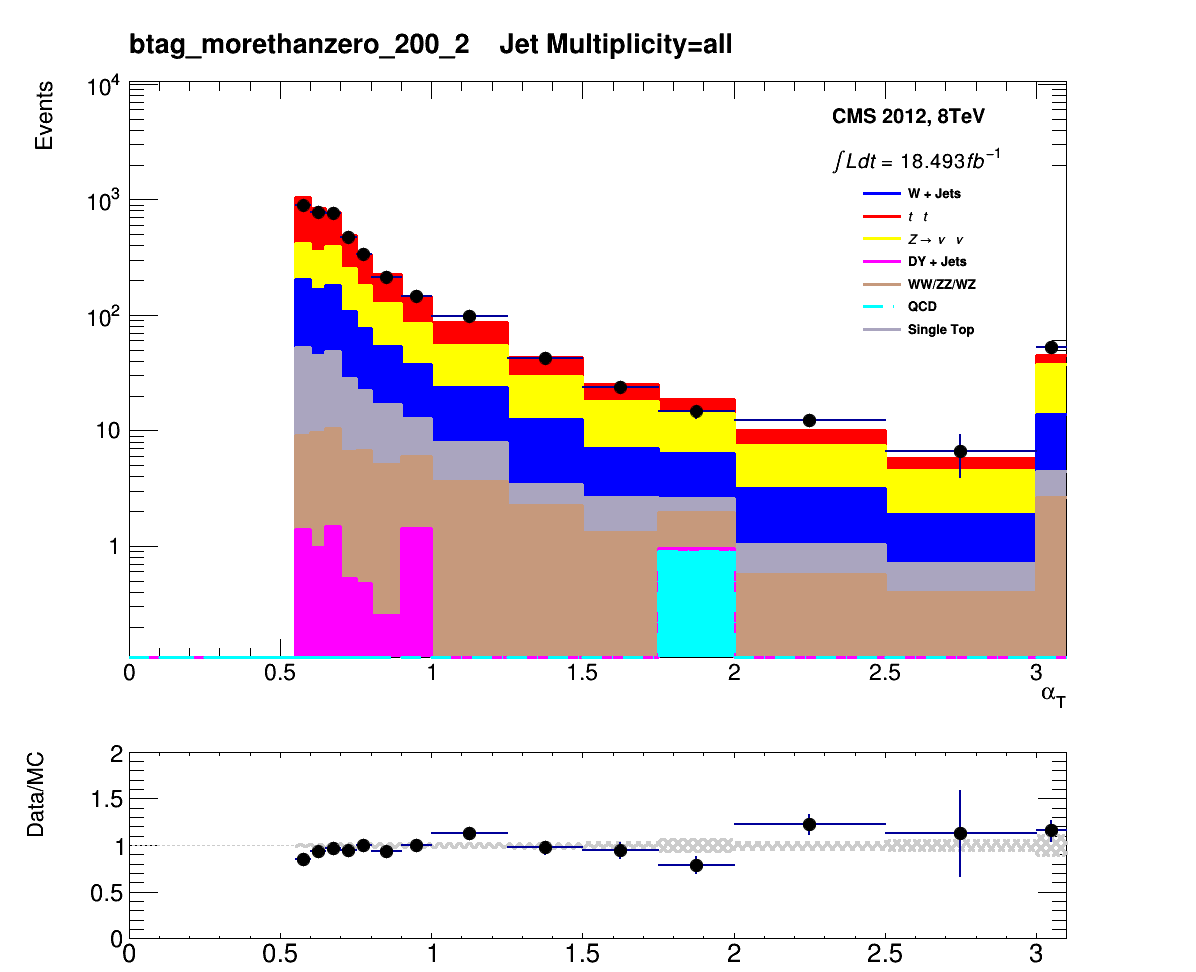 btag_morethanzero_200_2 Jet Multiplicity=all
Events
10⁴
10³
10²
10
1
CMS 2012, 8TeV
∫Ldt = 18.493fb⁻¹
W + Jets
t t
Z → ν ν
DY + Jets
WW/ZZ/WZ
QCD
Single Top
0 0.5 1 1.5 2 2.5 3
α_T
Data/MC
2
1.5
1
0.5
0
0 0.5 1 1.5 2 2.5 3